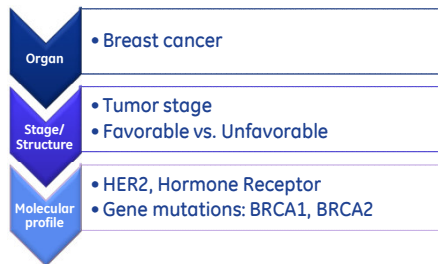 Organ
• Breast cancer
Stage/
Structure
• Tumor stage
• Favorable vs. Unfavorable
Molecular
profile
• HER2, Hormone Receptor
• Gene mutations: BRCA1, BRCA2